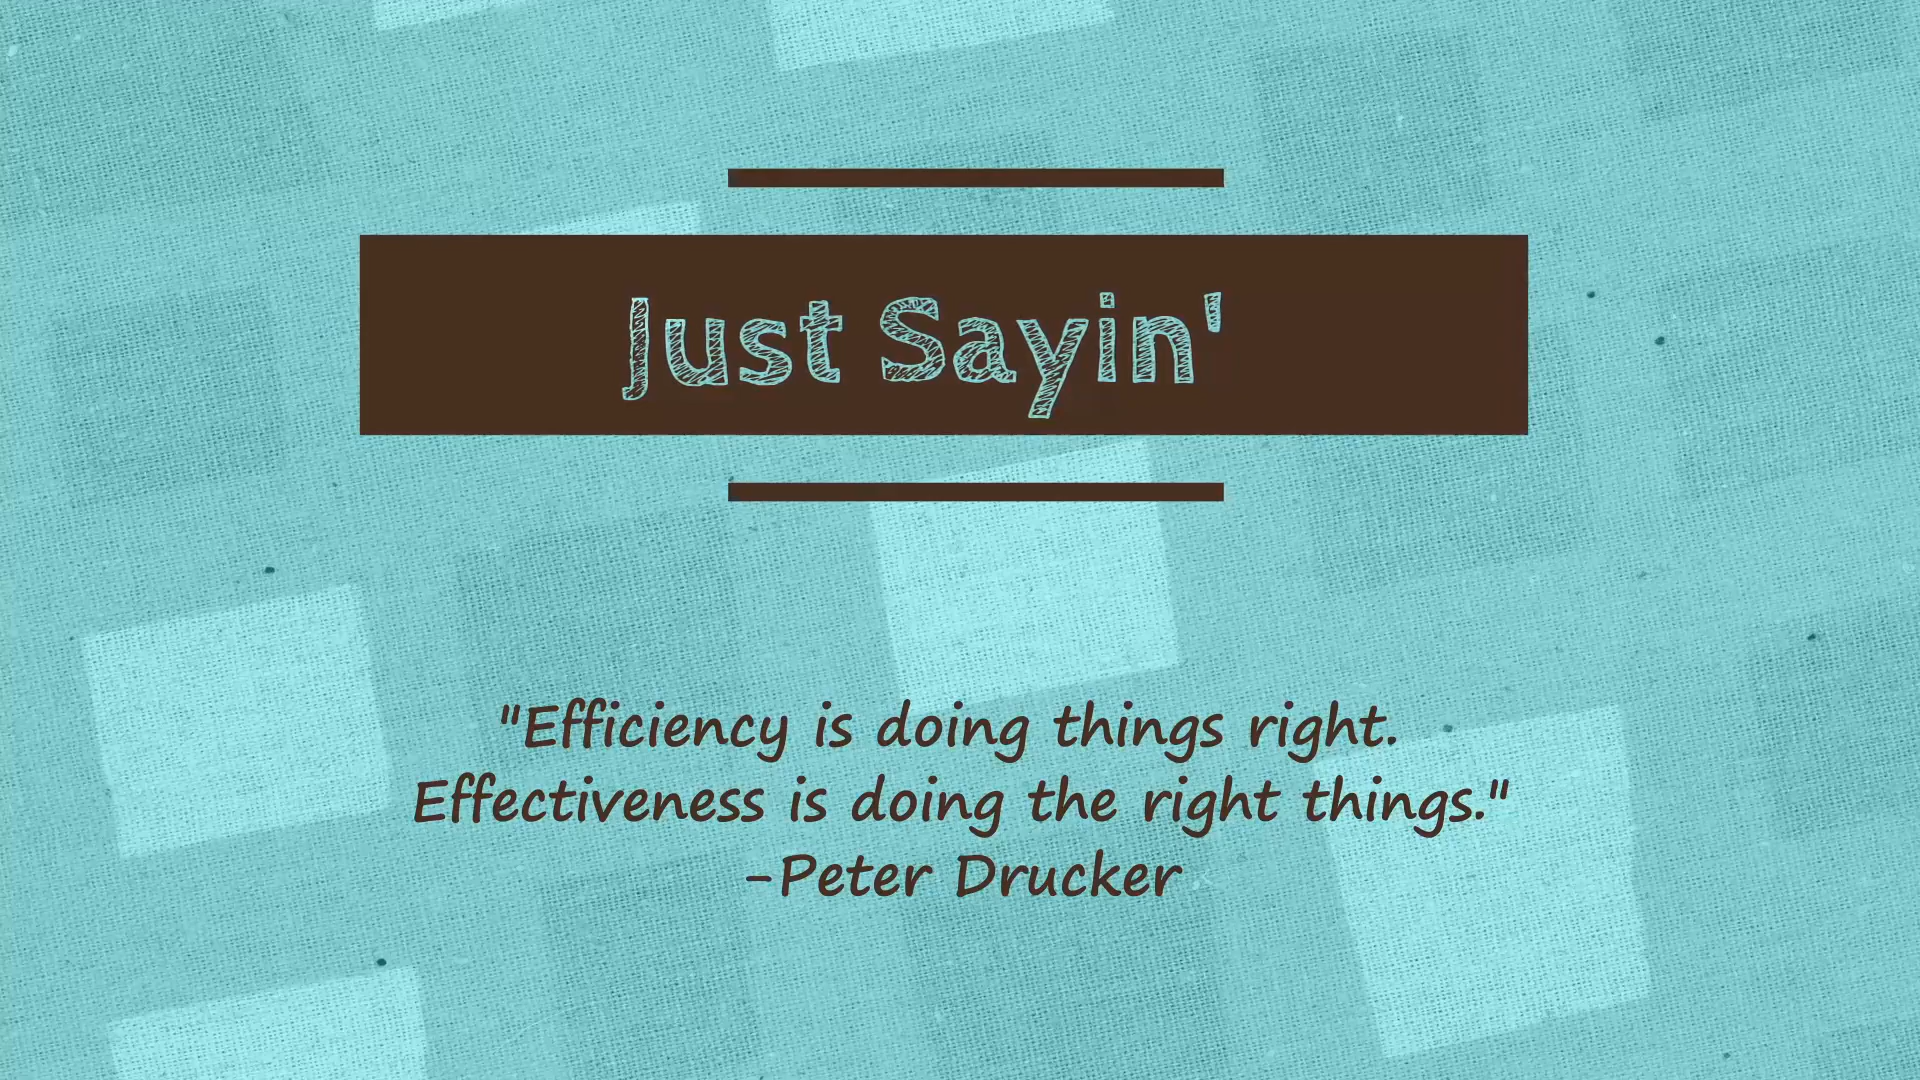 Just Sayin'
"Efficiency is doing things right.
Effectiveness is doing the right things."
-Peter Drucker